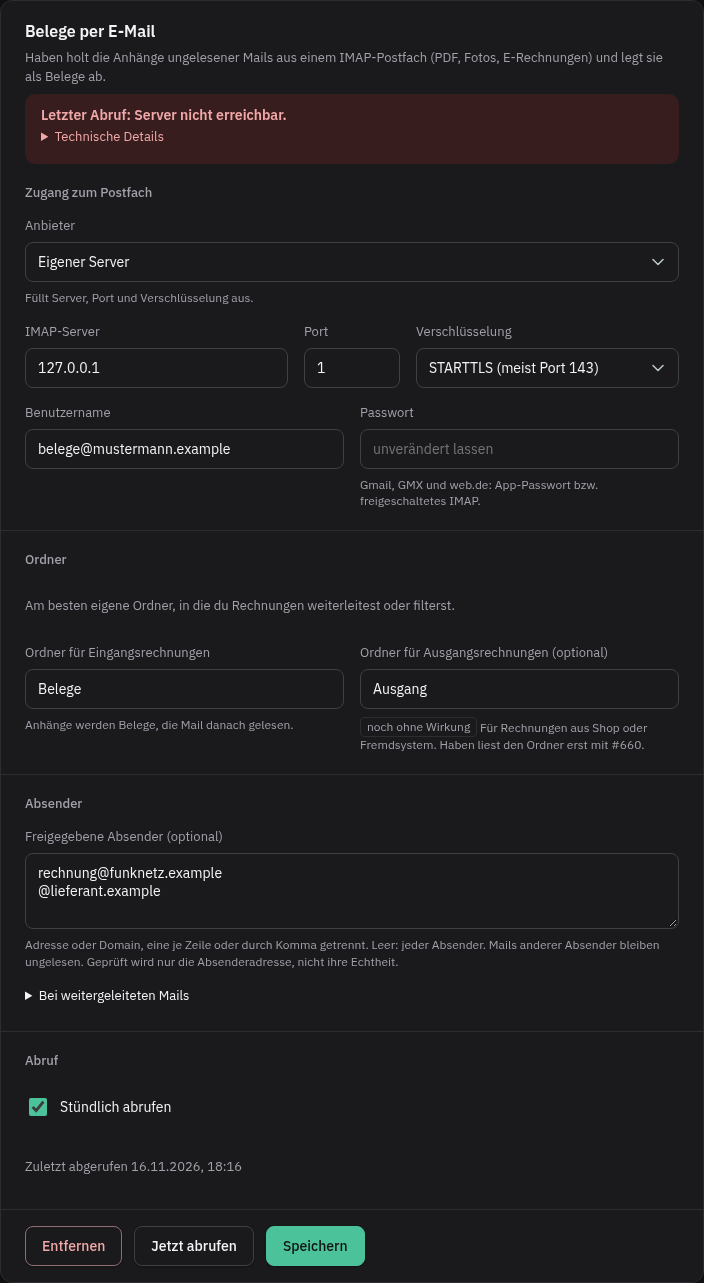 Belege per E-Mail
Haben holt die Anhänge ungelesener Mails aus einem IMAP-Postfach (PDF, Fotos, E-Rechnungen) und legt sie
als Belege ab.
Letzter Abruf: Server nicht erreichbar.
Technische Details
Zugang zum Postfach
Anbieter
Eigener Server
Füllt Server, Port und Verschlüsselung aus.
IMAP-Server
Port
Verschlüsselung
127.0.0.1
1
STARTTLS (meist Port 143)
Benutzername
Passwort
belege@mustermann.example
unverändert lassen
Gmail, GMX und web.de: App-Passwort bzw.
freigeschaltetes IMAP.
Ordner
Am besten eigene Ordner, in die du Rechnungen weiterleitest oder filterst.
Ordner für Eingangsrechnungen
Ordner für Ausgangsrechnungen (optional)
Belege
Ausgang
Anhänge werden Belege, die Mail danach gelesen.
noch ohne Wirkung Für Rechnungen aus Shop oder
Fremdsystem. Haben liest den Ordner erst mit #660.
Absender
Freigegebene Absender (optional)
rechnung@funknetz.example
@lieferant.example
Adresse oder Domain, eine je Zeile oder durch Komma getrennt. Leer: jeder Absender. Mails anderer Absender bleiben
ungelesen. Geprüft wird nur die Absenderadresse, nicht ihre Echtheit.
Bei weitergeleiteten Mails
Abruf
Stündlich abrufen
Zuletzt abgerufen 16.11.2026, 18:16
Entfernen
Jetzt abrufen
Speichern